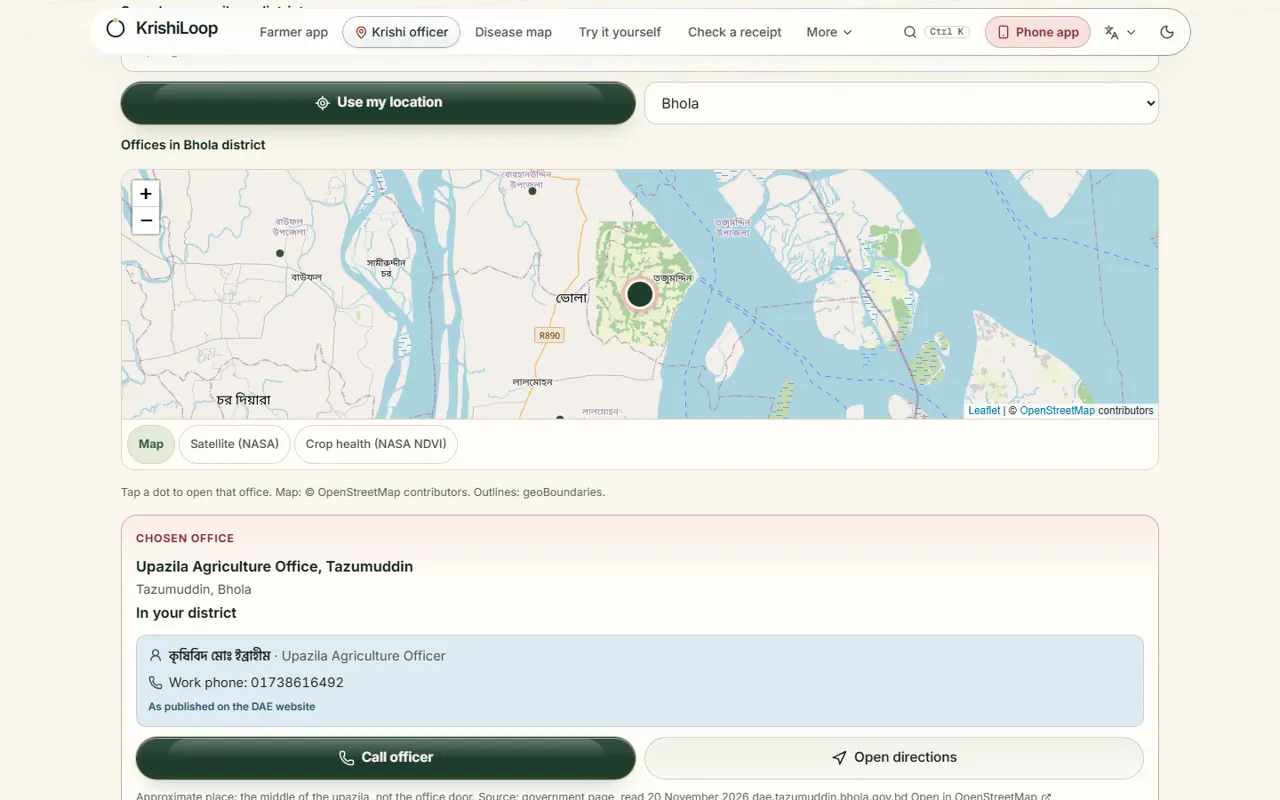 KrishiLoop
Farmer app
Krishi officer
Disease map
Try it yourself
Check a receipt
More
Ctrl K
Phone app
Use my location
Bhola
Offices in Bhola district
+
−
বোরহানউদ্দিন
উপজেলা
বাউফল
উপজেলা
বাউফল
সামীরুদ্দীন
চর
তজুমদ্দিন
উপজেলা
তজুমদ্দিন
ভোলা
R890
লালমোহন
লালমোহন
চর দিয়ারা
Leaflet | © OpenStreetMap contributors
Map
Satellite (NASA)
Crop health (NASA NDVI)
Tap a dot to open that office. Map: © OpenStreetMap contributors. Outlines: geoBoundaries.
CHOSEN OFFICE
Upazila Agriculture Office, Tazumuddin
Tazumuddin, Bhola
In your district
কৃষিবিদ মোঃ ইব্রাহীম · Upazila Agriculture Officer
Work phone: 01738616492
As published on the DAE website
Call officer
Open directions
Approximate place: the middle of the upazila, not the office door. Source: government page, read 20 November 2026 dae.tazumuddin.bhola.gov.bd Open in OpenStreetMap